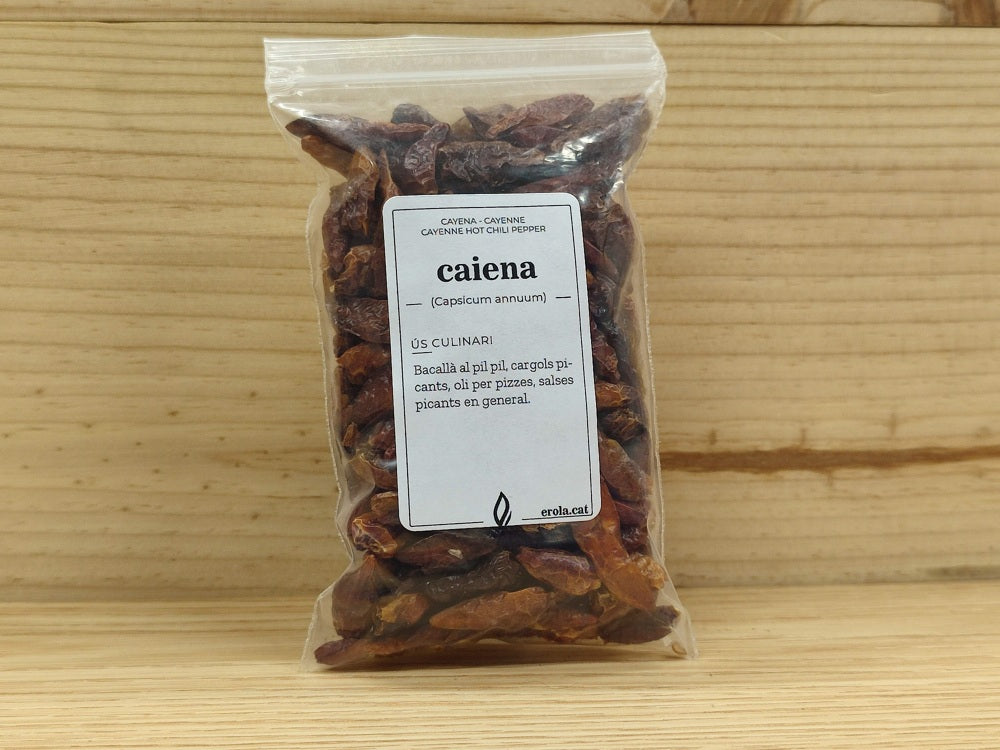 CAYENA - CAYENNE
CAYENNE HOT CHILI PEPPER
caiena
(Capsicum annuum)
ÚS CULINARI
Bacallà al pil pil, cargols pi-
cants, oli per pizzes, salses
picants en general.
erola.cat